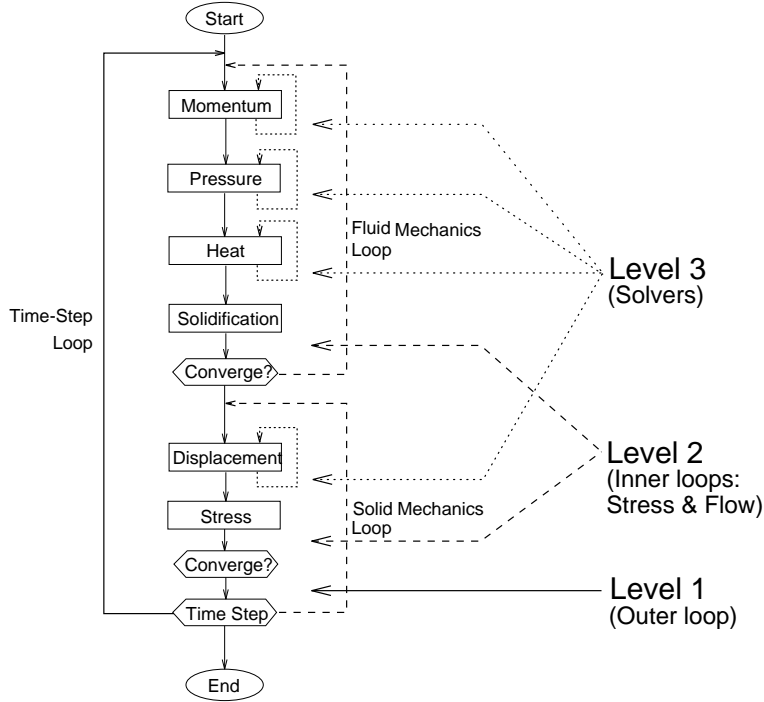 Start
Momentum
Pressure
Fluid Mechanics
Loop
Heat
Level 3
(Solvers)
Solidification
Time-Step
Loop
Converge?
Displacement
Level 2
(Inner loops:
Stress & Flow)
Solid Mechanics
Loop
Stress
Converge?
Level 1
(Outer loop)
Time Step
End